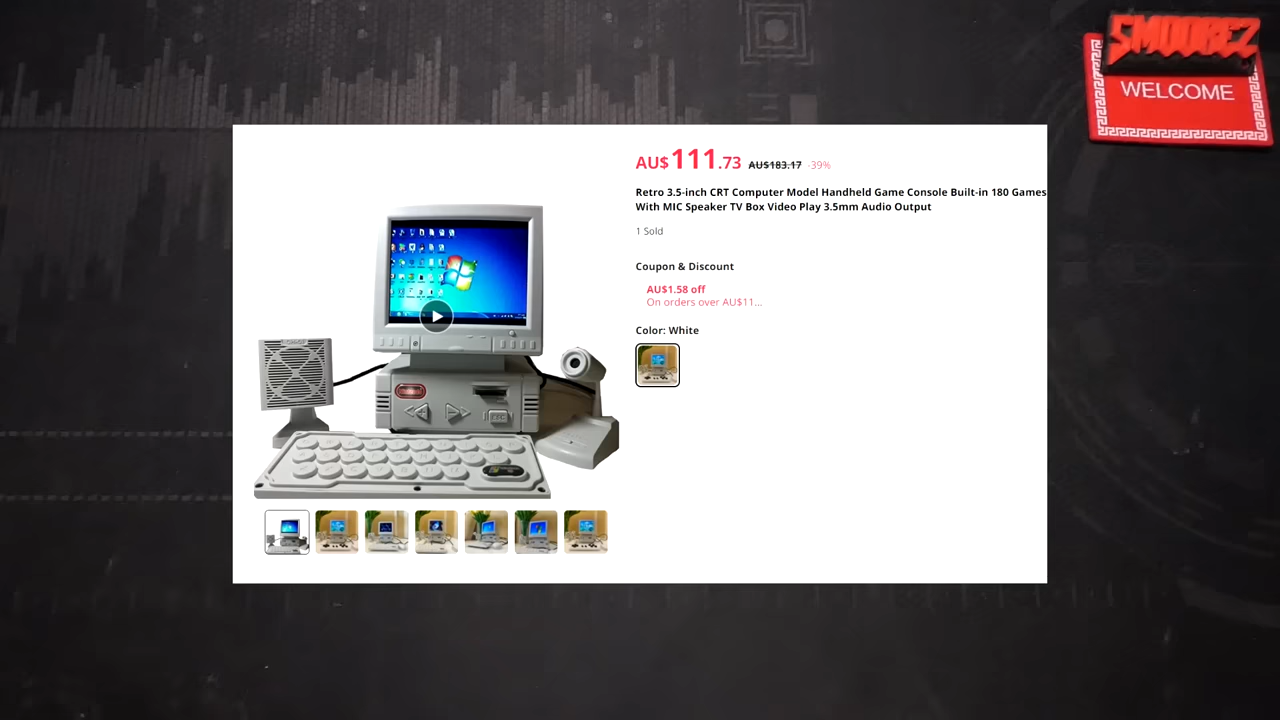 SMOOBEZ
WELCOME
AU$111.73 AU$183.17 -39%
Retro 3.5-inch CRT Computer Model Handheld Game Console Built-in 180 Games
With MIC Speaker TV Box Video Play 3.5mm Audio Output
1 Sold
Coupon & Discount
AU$1.58 off
On orders over AU$11...
Color: White